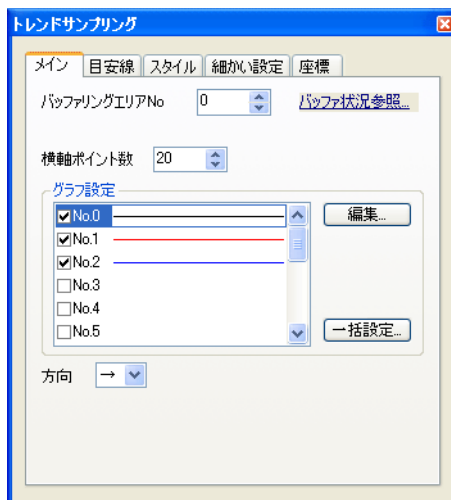 トレンドサンプリング
メイン 目安線 スタイル 細かい設定 座標
バッファリングエリアNo 0 バッファ状況参照...
横軸ポイント数 20
グラフ設定
No.0 編集...
No.1
No.2
No.3
No.4
No.5 一括設定...
方向 →